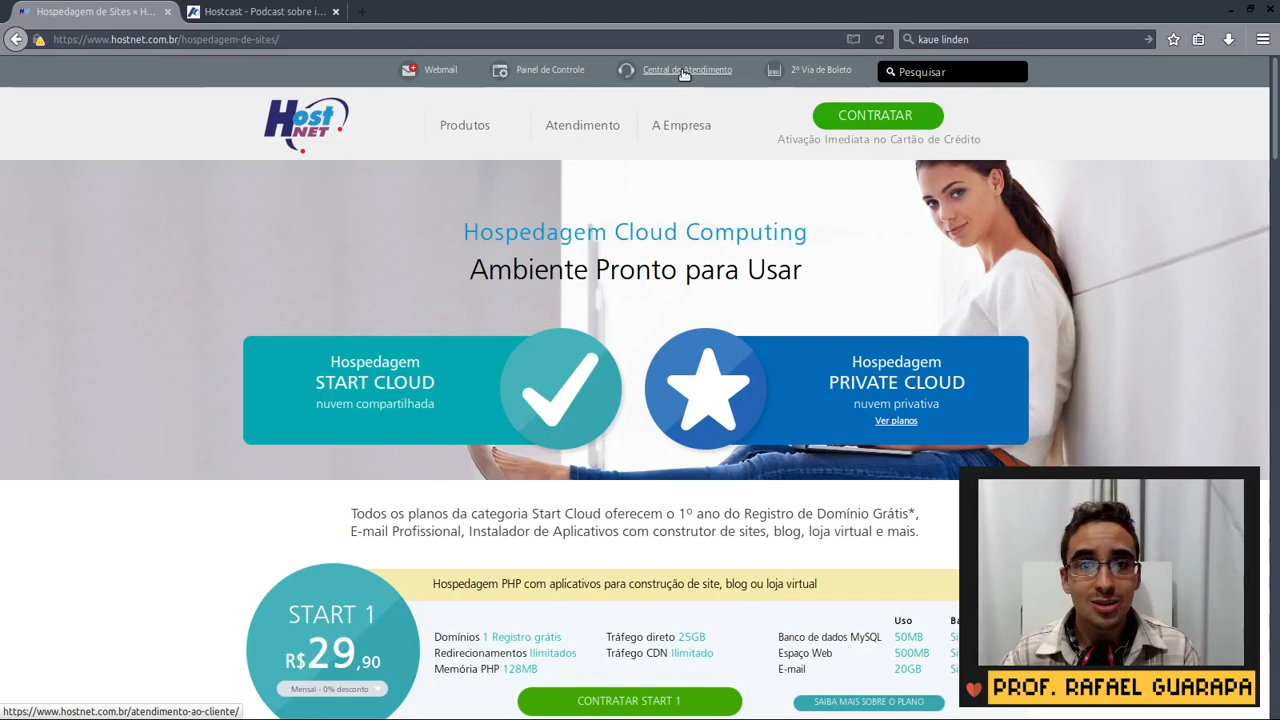 Hospedagem de Sites « H...
Hostcast - Podcast sobre i...
https://www.hostnet.com.br/hospedagem-de-sites/
kaue linden
Webmail
Painel de Controle
Central de Atendimento
2ª Via de Boleto
Pesquisar
Host
NET
Produtos
Atendimento
A Empresa
CONTRATAR
Ativação Imediata no Cartão de Crédito
Hospedagem Cloud Computing
Ambiente Pronto para Usar
Hospedagem
START CLOUD
nuvem compartilhada
Hospedagem
PRIVATE CLOUD
nuvem privativa
Ver planos
Todos os planos da categoria Start Cloud oferecem o 1º ano do Registro de Domínio Grátis*,
E-mail Profissional, Instalador de Aplicativos com construtor de sites, blog, loja virtual e mais.
Hospedagem PHP com aplicativos para construção de site, blog ou loja virtual
START 1
R$29,90
Mensal - 0% desconto
Domínios 1 Registro grátis
Redirecionamentos Ilimitados
Memória PHP 128MB
Tráfego direto 25GB
Tráfego CDN Ilimitado
Uso
Banco de dados MySQL 50MB
Espaço Web 500MB
E-mail 20GB
CONTRATAR START 1
SAIBA MAIS SOBRE O PLANO
PROF. RAFAEL GUARAPA
https://www.hostnet.com.br/atendimento-ao-cliente/